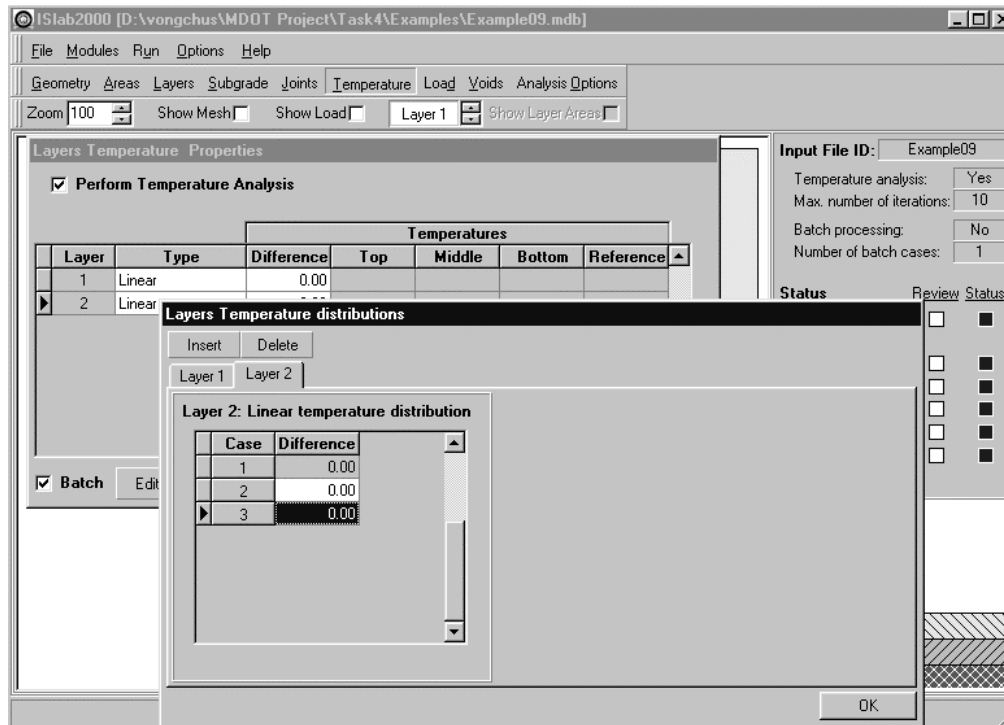 ISlab2000 [D:\vongchus\MDOT Project\Task4\Examples\Example09.mdb]
File Modules Run Options Help
Geometry Areas Layers Subgrade Joints Temperature Load Voids Analysis Options
Zoom 100 Show Mesh Show Load Layer 1 Show Layer Areas
Layers Temperature Properties
Perform Temperature Analysis
Temperatures
Layer Type Difference Top Middle Bottom Reference
1 Linear 0.00
2 Linear
Batch Edit
Layers Temperature distributions
Insert Delete
Layer 1 Layer 2
Layer 2: Linear temperature distribution
Case Difference
1 0.00
2 0.00
3 0.00
OK
Input File ID: Example09
Temperature analysis: Yes
Max. number of iterations: 10
Batch processing: No
Number of batch cases: 1
Status Review Status